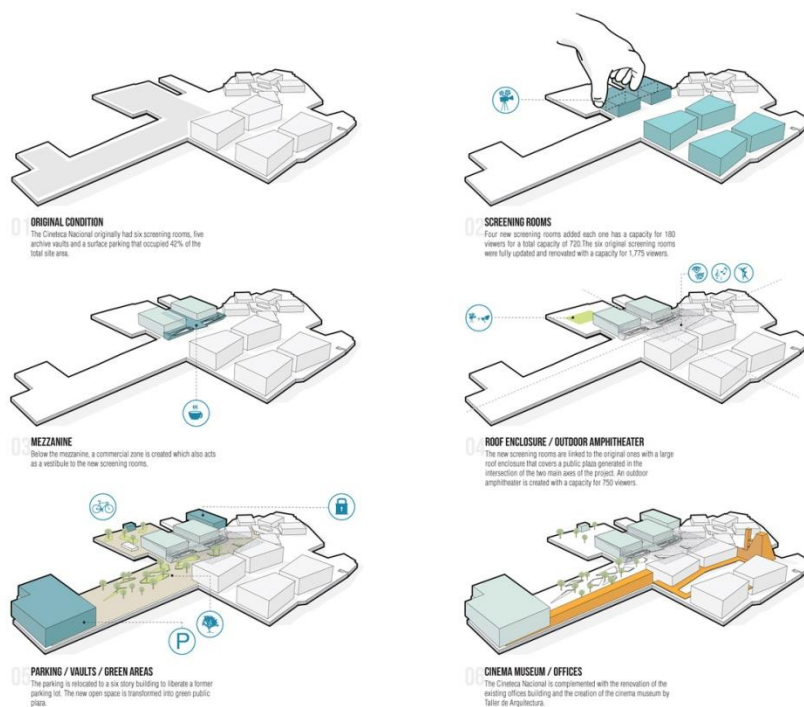 01 ORIGINAL CONDITION
The Cineteca Nacional originally had six screening rooms, five
archive vaults and a surface parking that occupied 42% of the
total site area.
02 SCREENING ROOMS
Four new screening rooms added each one has a capacity for 180
viewers for a total capacity of 720.The six original screening rooms
were fully updated and renovated with a capacity for 1,775 viewers.
03 MEZZANINE
Below the mezzanine, a commercial zone is created which also acts
as a vestibule to the new screening rooms.
04 ROOF ENCLOSURE / OUTDOOR AMPHITHEATER
The new screening rooms are linked to the original ones with a large
roof enclosure that covers a public plaza generated in the
intersection of the two main axes of the project. An outdoor
amphitheater is created with a capacity for 750 viewers.
P
05 PARKING / VAULTS / GREEN AREAS
The parking is relocated to a six story building to liberate a former
parking lot. The new open space is transformed into green public
plaza.
06 CINEMA MUSEUM / OFFICES
The Cineteca Nacional is complemented with the renovation of the
existing offices building and the creation of the cinema museum by
Taller de Arquitectura.